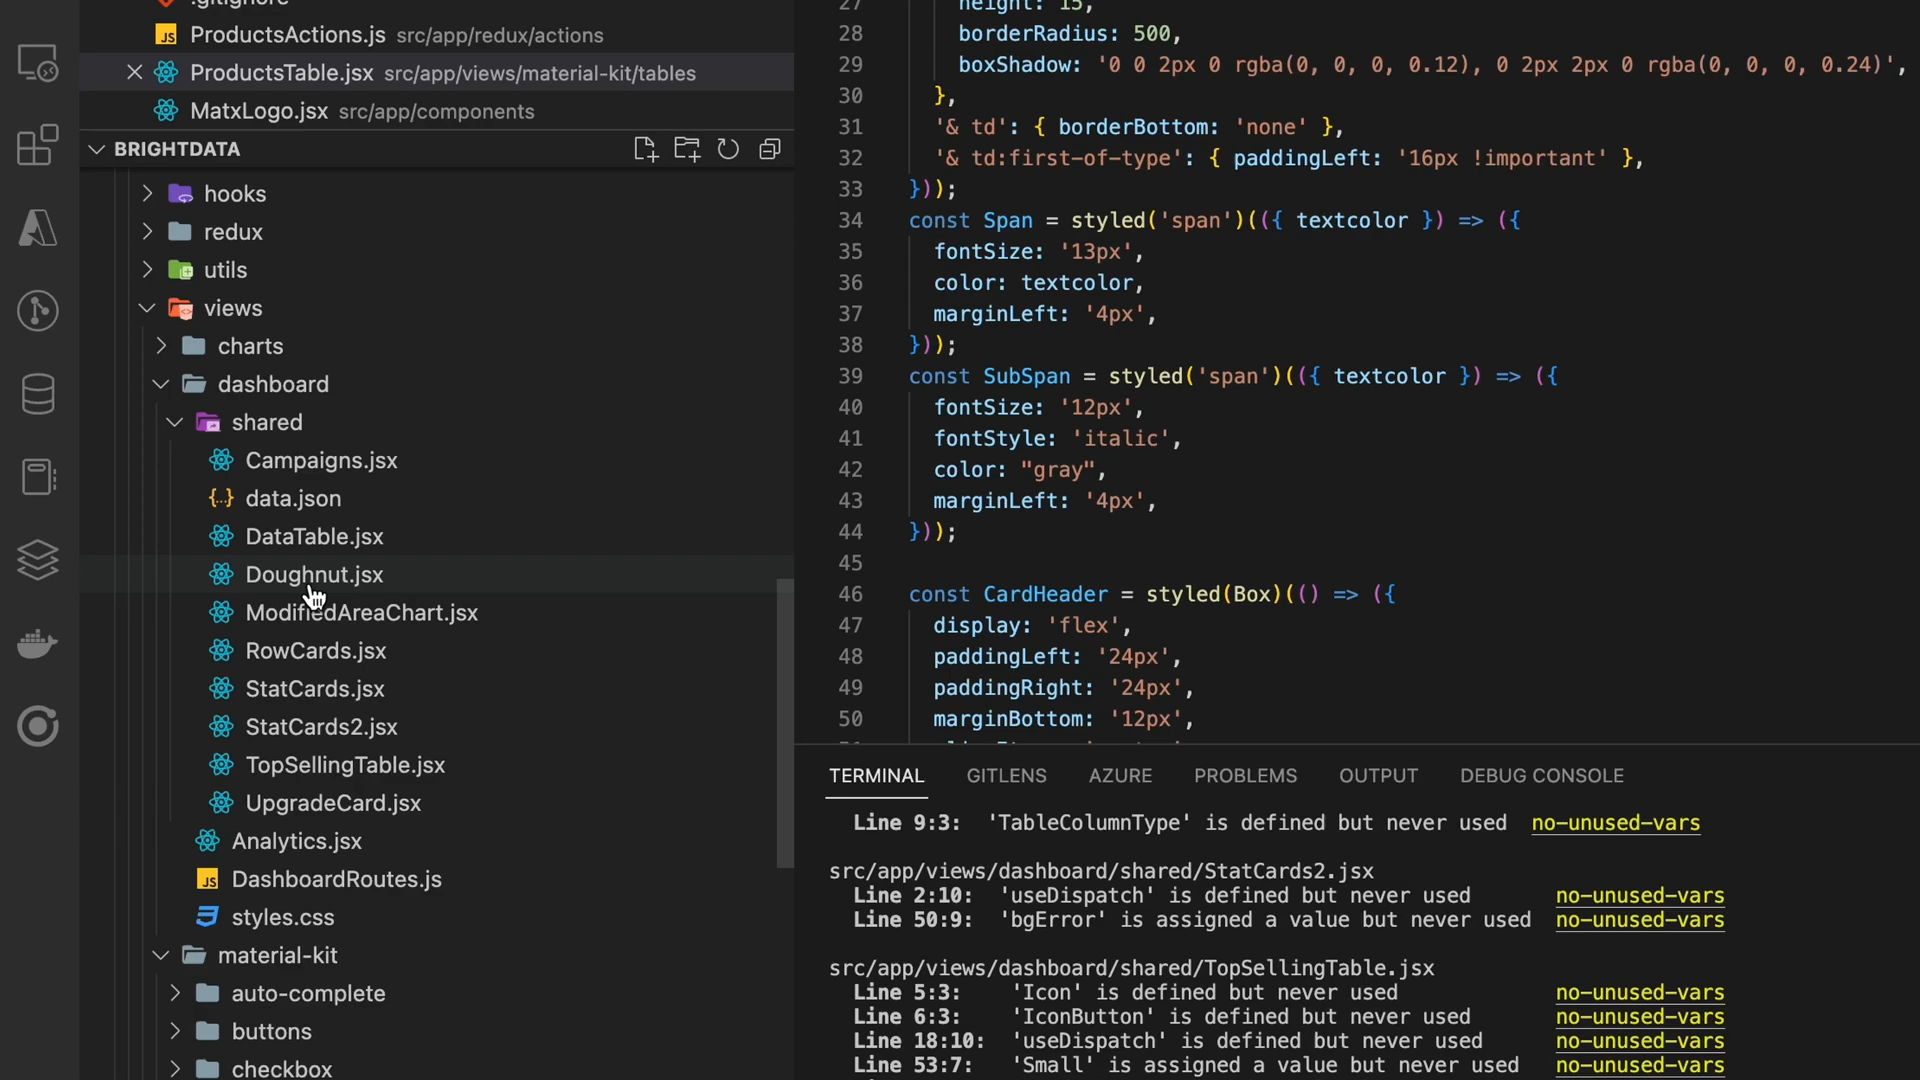 .gitignore
ProductsActions.js src/app/redux/actions
ProductsTable.jsx src/app/views/material-kit/tables
MatxLogo.jsx src/app/components
BRIGHTDATA
hooks
redux
utils
views
charts
dashboard
shared
Campaigns.jsx
data.json
DataTable.jsx
Doughnut.jsx
ModifiedAreaChart.jsx
RowCards.jsx
StatCards.jsx
StatCards2.jsx
TopSellingTable.jsx
UpgradeCard.jsx
Analytics.jsx
DashboardRoutes.js
styles.css
material-kit
auto-complete
buttons
checkbox
27 height: 15,
28 borderRadius: 500,
29 boxShadow: '0 0 2px 0 rgba(0, 0, 0, 0.12), 0 2px 2px 0 rgba(0, 0, 0, 0.24)',
30 },
31 '& td': { borderBottom: 'none' },
32 '& td:first-of-type': { paddingLeft: '16px !important' },
33 }));
34 const Span = styled('span')(({ textcolor }) => ({
35 fontSize: '13px',
36 color: textcolor,
37 marginLeft: '4px',
38 }));
39 const SubSpan = styled('span')(({ textcolor }) => ({
40 fontSize: '12px',
41 fontStyle: 'italic',
42 color: "gray",
43 marginLeft: '4px',
44 }));
45
46 const CardHeader = styled(Box)(() => ({
47 display: 'flex',
48 paddingLeft: '24px',
49 paddingRight: '24px',
50 marginBottom: '12px',
TERMINAL GITLENS AZURE PROBLEMS OUTPUT DEBUG CONSOLE
Line 9:3: 'TableColumnType' is defined but never used no-unused-vars
src/app/views/dashboard/shared/StatCards2.jsx
Line 2:10: 'useDispatch' is defined but never used no-unused-vars
Line 50:9: 'bgError' is assigned a value but never used no-unused-vars
src/app/views/dashboard/shared/TopSellingTable.jsx
Line 5:3: 'Icon' is defined but never used no-unused-vars
Line 6:3: 'IconButton' is defined but never used no-unused-vars
Line 18:10: 'useDispatch' is defined but never used no-unused-vars
Line 53:7: 'Small' is assigned a value but never used no-unused-vars